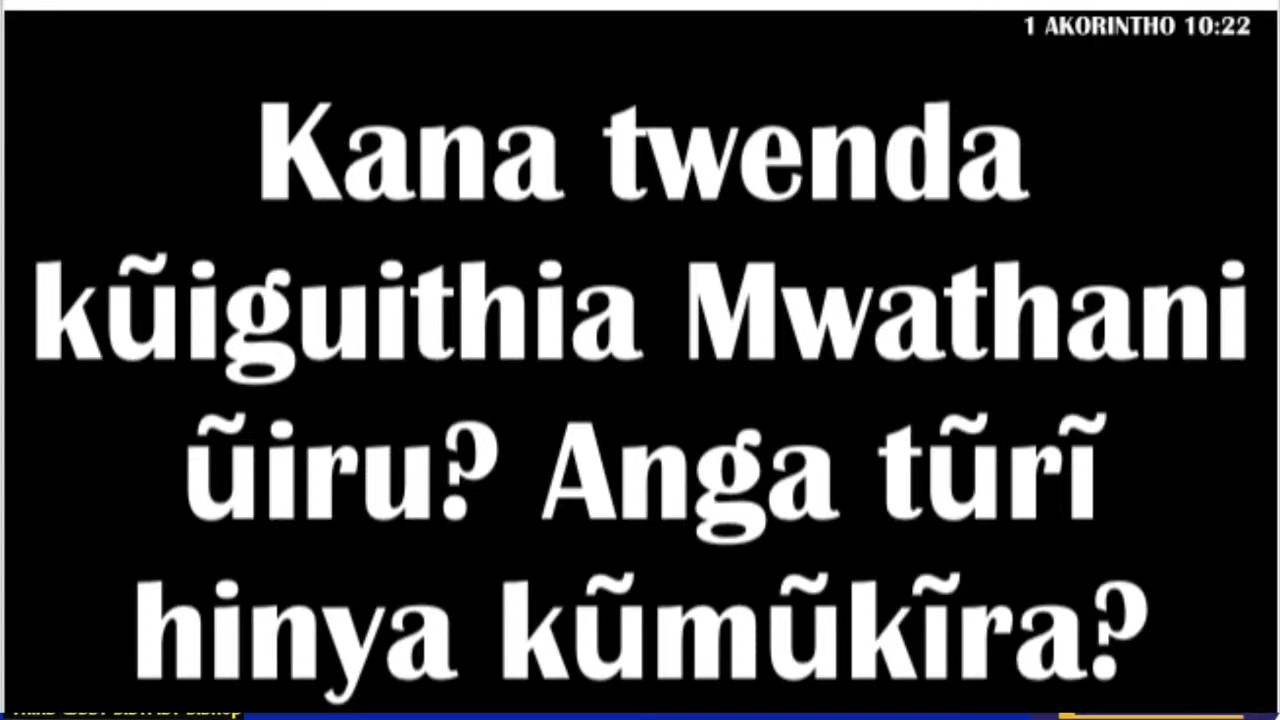 1 AKORINTHO 10:22
Kana twenda
kũiguithia Mwathani
ũiru? Anga tũrĩ
hinya kũmũkĩra?